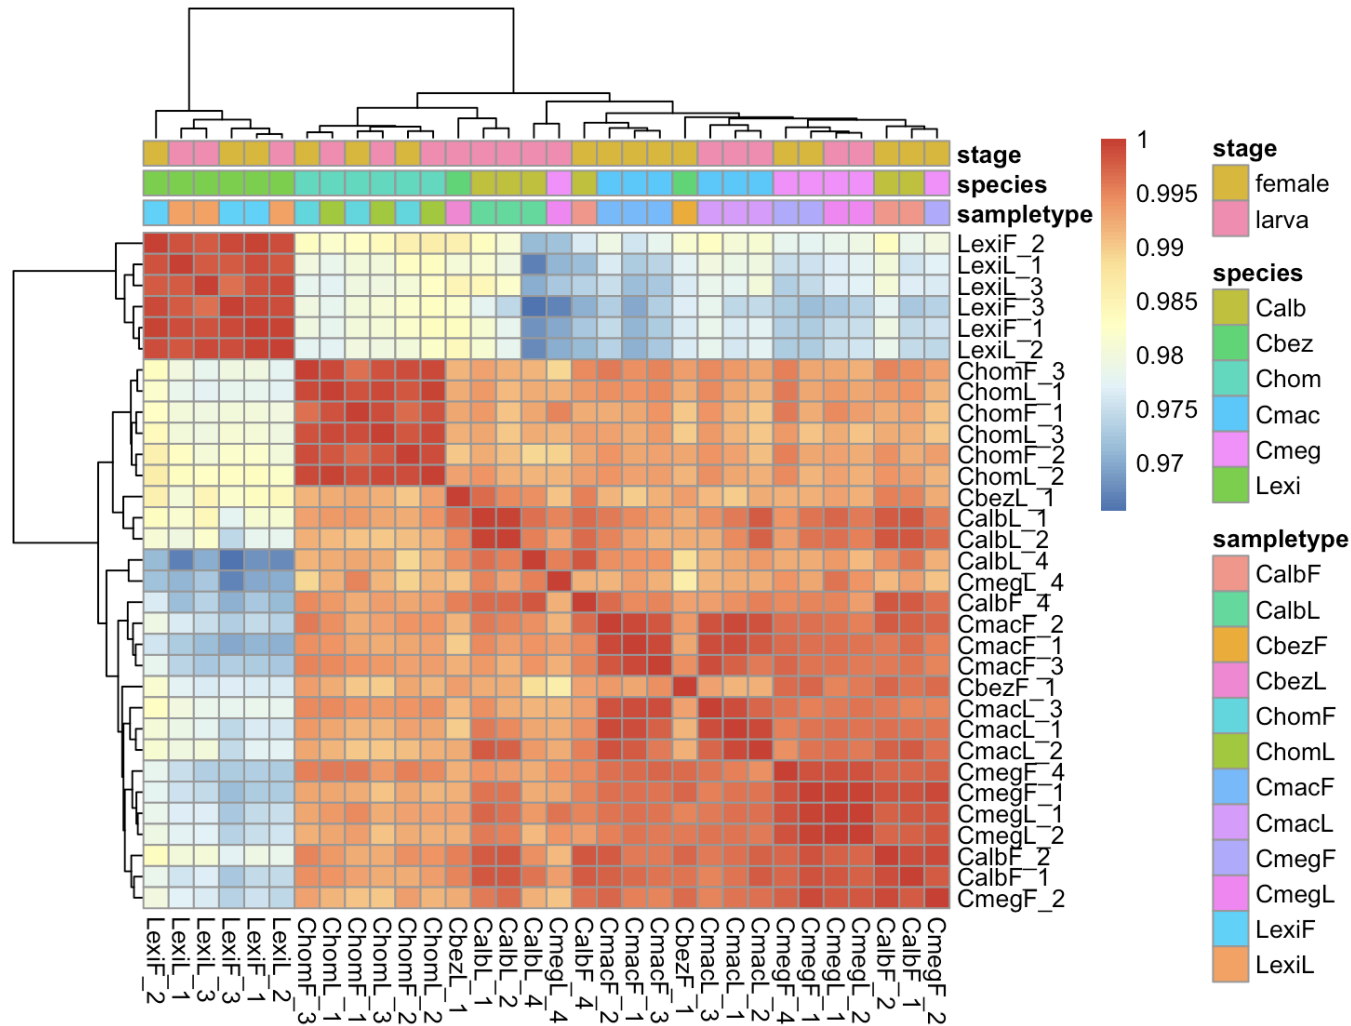 stage
species
sampletype
LexiF_2
LexiL_1
LexiL_3
LexiF_3
LexiF_1
LexiL_2
ChomF_3
ChomL_1
ChomF_1
ChomL_3
ChomF_2
ChomL_2
CbezL_1
CalbL_1
CalbL_2
CalbL_4
CmegL_4
CalbF_4
CmacF_2
CmacF_1
CmacF_3
CbezF_1
CmacL_3
CmacL_1
CmacL_2
CmegF_4
CmegF_1
CmegL_1
CmegL_2
CalbF_2
CalbF_1
CmegF_2
LexiF_2
LexiL_1
LexiL_3
LexiF_3
LexiF_1
LexiL_2
ChomF_3
ChomL_1
ChomF_1
ChomL_3
ChomF_2
ChomL_2
CbezL_1
CalbL_1
CalbL_2
CalbL_4
CmegL_4
CalbF_4
CmacF_2
CmacF_1
CmacF_3
CbezF_1
CmacL_3
CmacL_1
CmacL_2
CmegF_4
CmegF_1
CmegL_1
CmegL_2
CalbF_2
CalbF_1
CmegF_2
1
0.995
0.99
0.985
0.98
0.975
0.97
stage
female
larva
species
Calb
Cbez
Chom
Cmac
Cmeg
Lexi
sampletype
CalbF
CalbL
CbezF
CbezL
ChomF
ChomL
CmacF
CmacL
CmegF
CmegL
LexiF
LexiL